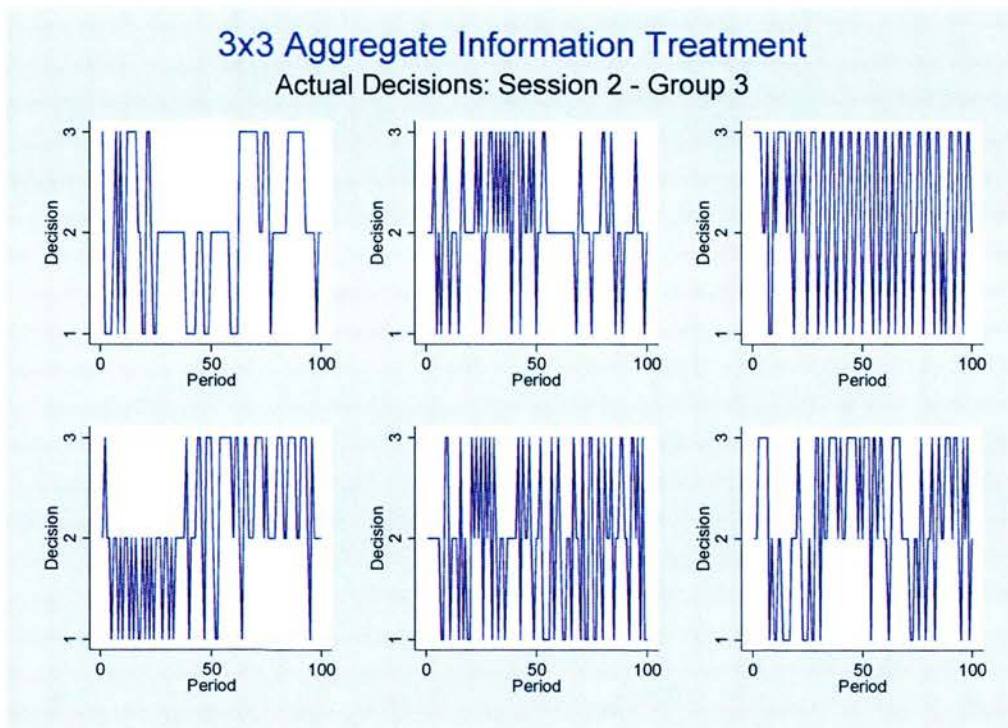 3x3 Aggregate Information Treatment
Actual Decisions: Session 2 - Group 3
3
2
1
Decision
0
50
100
Period
3
2
1
Decision
0
50
100
Period
3
2
1
Decision
0
50
100
Period
3
2
1
Decision
0
50
100
Period
3
2
1
Decision
0
50
100
Period
3
2
1
Decision
0
50
100
Period